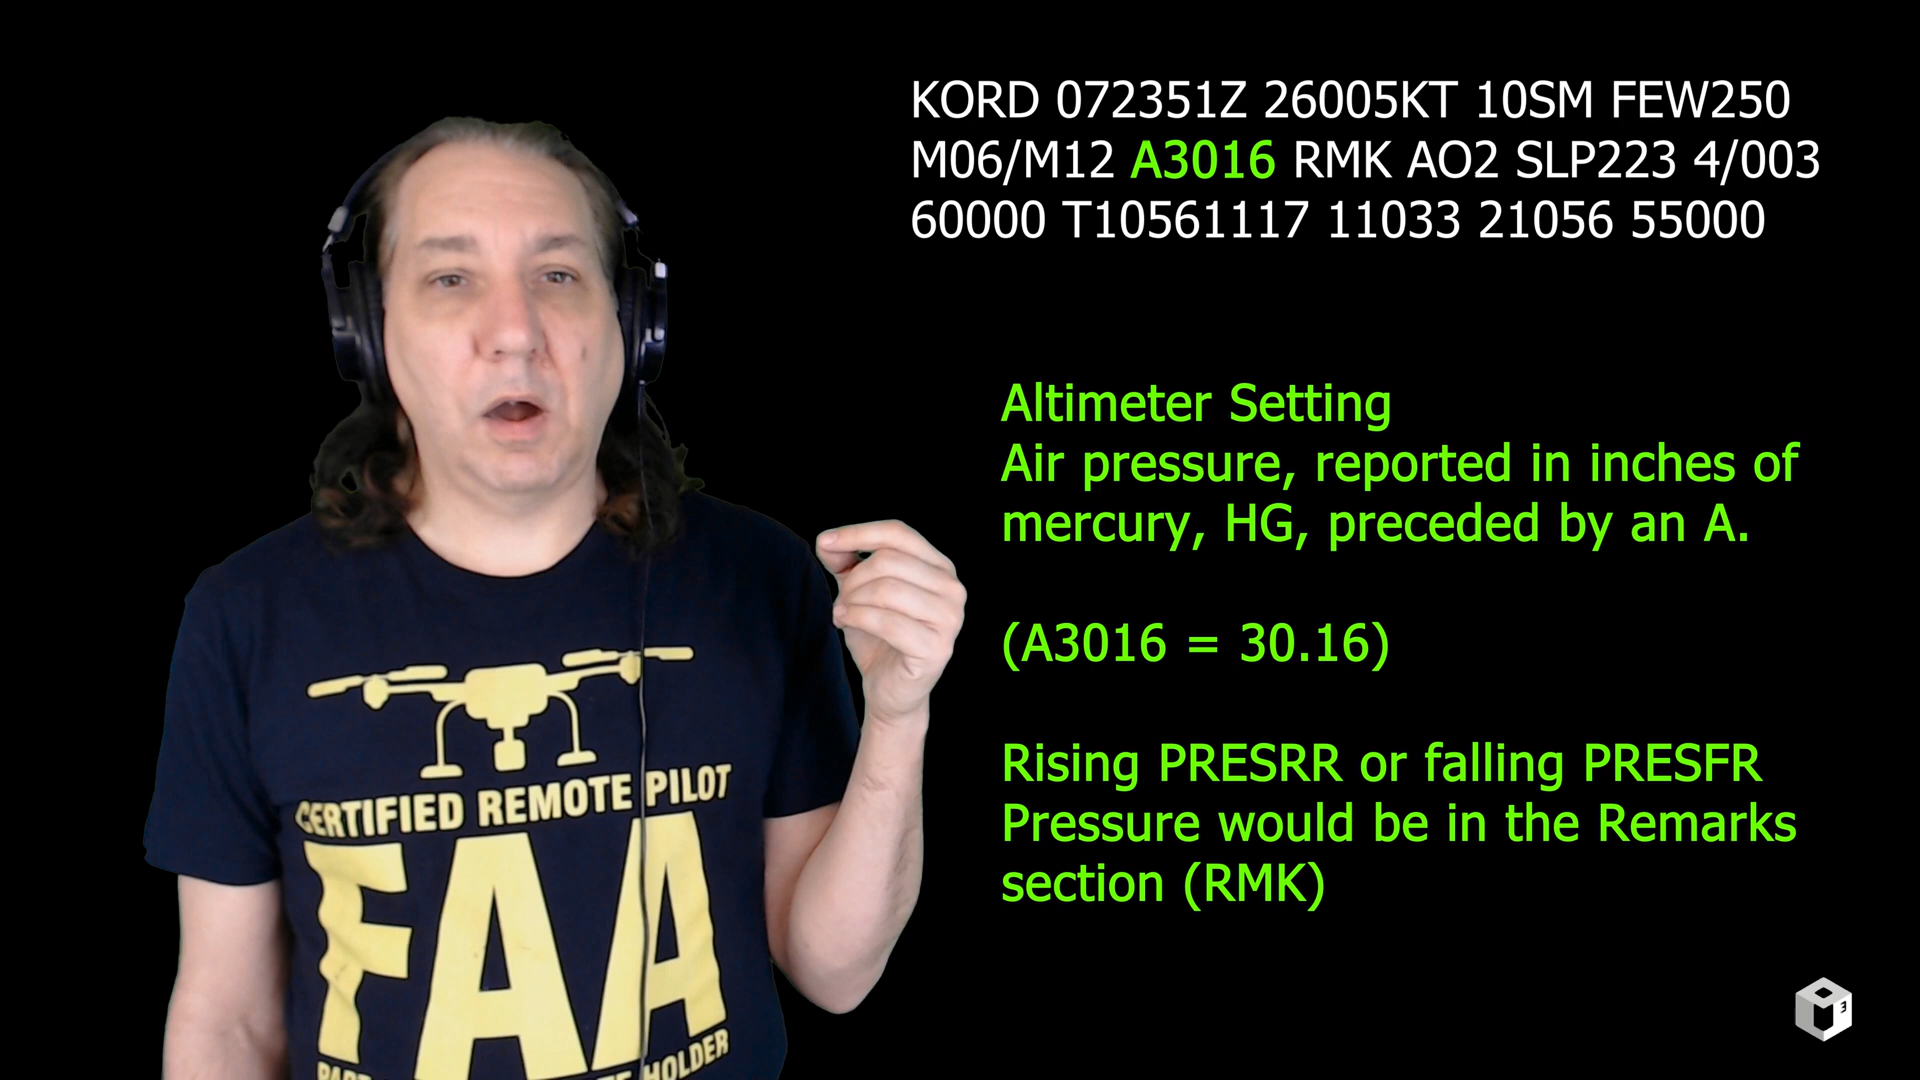 KORD 072351Z 26005KT 10SM FEW250
M06/M12 A3016 RMK AO2 SLP223 4/003
60000 T10561117 11033 21056 55000
Altimeter Setting
Air pressure, reported in inches of
mercury, HG, preceded by an A.
(A3016 = 30.16)
Rising PRESRR or falling PRESFR
Pressure would be in the Remarks
section (RMK)
CERTIFIED REMOTE PILOT
FAA
HOLDER
3